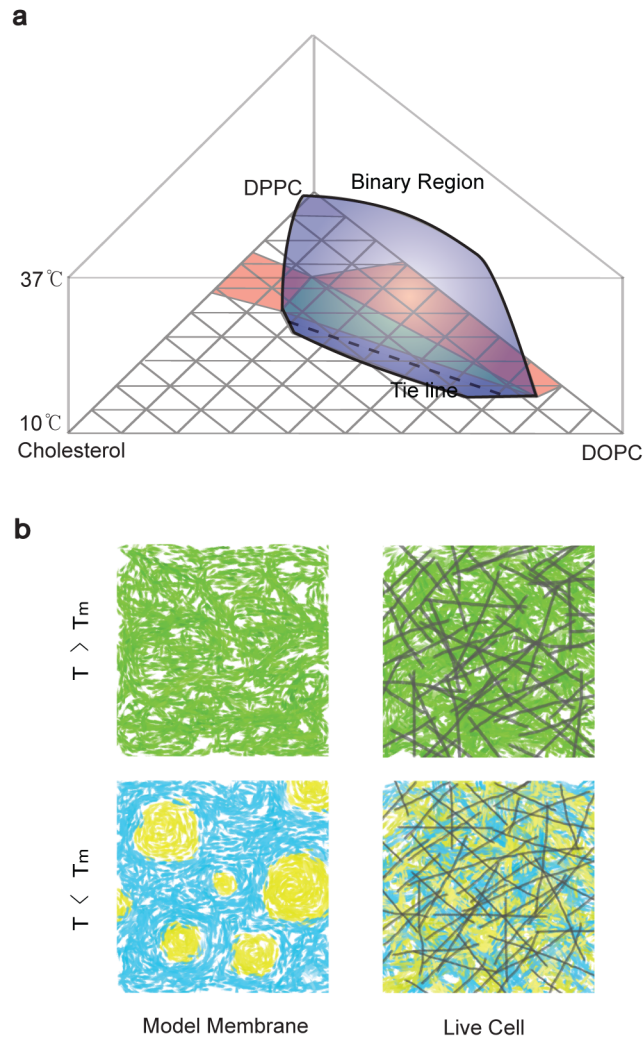 a
DPPC
Binary Region
37℃
Tie line
10℃
Cholesterol
DOPC
b
T > Tm
T < Tm
Model Membrane
Live Cell